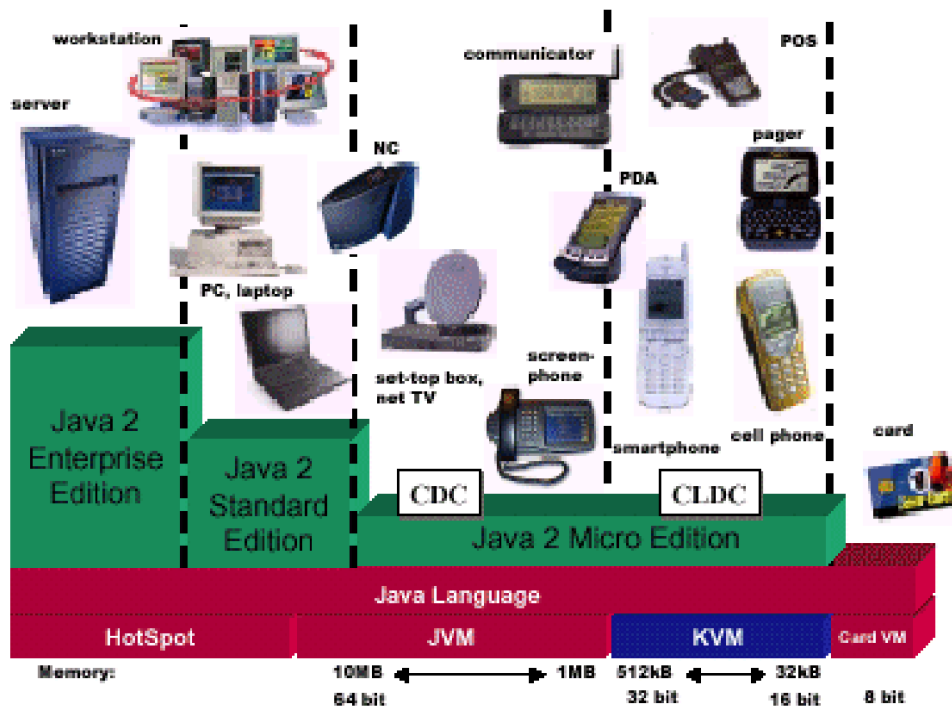 workstation
server
communicator
POS
NC
pager
PDA
PC, laptop
set-top box,
net TV
screen-
phone
smartphone
cell phone
card
Java 2
Enterprise
Edition
Java 2
Standard
Edition
CDC
CLDC
Java 2 Micro Edition
Java Language
HotSpot
JVM
KVM
Card VM
Memory:
10MB
1MB
512kB
32kB
64 bit
32 bit
16 bit
8 bit